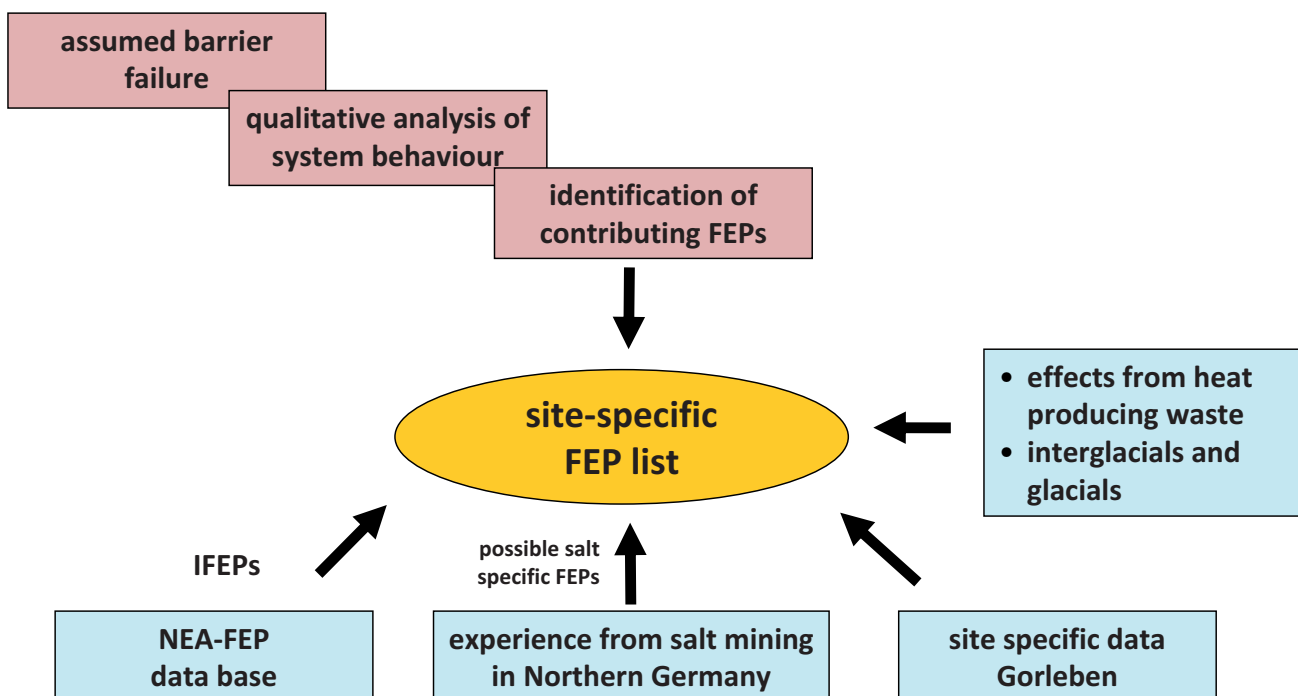 assumed barrier
failure
qualitative analysis of
system behaviour
identification of
contributing FEPs
site-specific
FEP list
• effects from heat
producing waste
• interglacials and
glacials
IFEPs
possible salt
specific FEPs
NEA-FEP
data base
experience from salt mining
in Northern Germany
site specific data
Gorleben